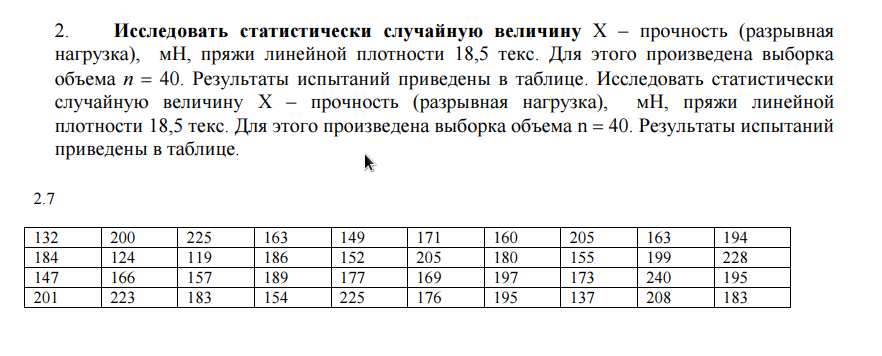 2. Исследовать статистически случайную величину X – прочность (разрывная
нагрузка), мН, пряжи линейной плотности 18,5 текс. Для этого произведена выборка
объема n = 40. Результаты испытаний приведены в таблице. Исследовать статистически
случайную величину X – прочность (разрывная нагрузка), мН, пряжи линейной
плотности 18,5 текс. Для этого произведена выборка объема n = 40. Результаты испытаний
приведены в таблице.
2.7
132 200 225 163 149 171 160 205 163 194
184 124 119 186 152 205 180 155 199 228
147 166 157 189 177 169 197 173 240 195
201 223 183 154 225 176 195 137 208 183